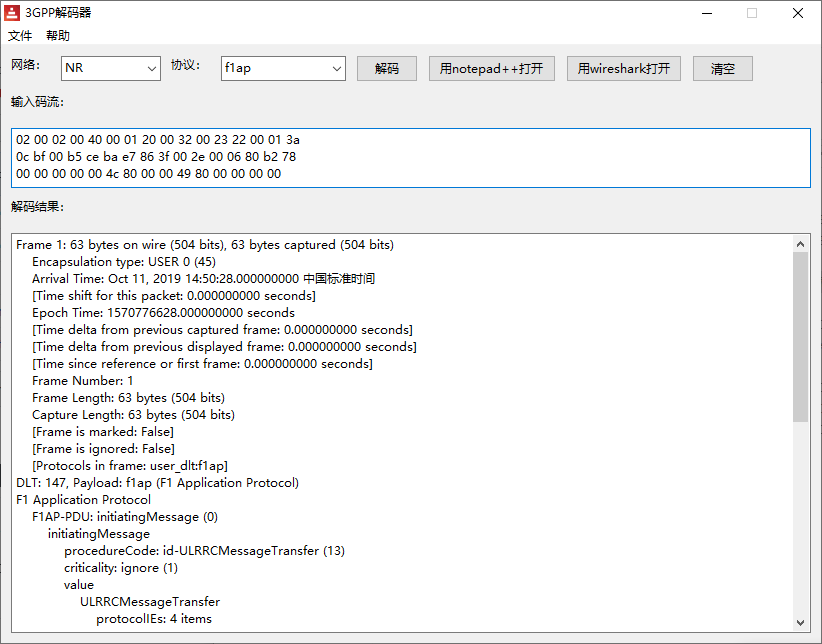 3GPP解码器
文件 帮助
网络: NR 协议: f1ap 解码 用notepad++打开 用wireshark打开 清空
输入码流:
02 00 02 00 40 00 01 20 00 32 00 23 22 00 01 3a
0c bf 00 b5 ce ba e7 86 3f 00 2e 00 06 80 b2 78
00 00 00 00 00 4c 80 00 00 49 80 00 00 00 00
解码结果:
Frame 1: 63 bytes on wire (504 bits), 63 bytes captured (504 bits)
Encapsulation type: USER 0 (45)
Arrival Time: Oct 11, 2019 14:50:28.000000000 中国标准时间
[Time shift for this packet: 0.000000000 seconds]
Epoch Time: 1570776628.000000000 seconds
[Time delta from previous captured frame: 0.000000000 seconds]
[Time delta from previous displayed frame: 0.000000000 seconds]
[Time since reference or first frame: 0.000000000 seconds]
Frame Number: 1
Frame Length: 63 bytes (504 bits)
Capture Length: 63 bytes (504 bits)
[Frame is marked: False]
[Frame is ignored: False]
[Protocols in frame: user_dlt:f1ap]
DLT: 147, Payload: f1ap (F1 Application Protocol)
F1 Application Protocol
F1AP-PDU: initiatingMessage (0)
initiatingMessage
procedureCode: id-ULRRCMessageTransfer (13)
criticality: ignore (1)
value
ULRRCMessageTransfer
protocolIEs: 4 items